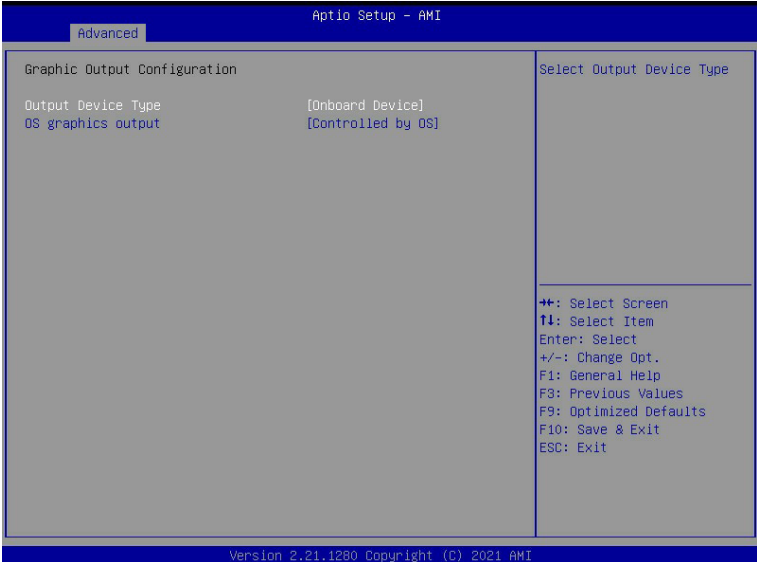 Aptio Setup – AMI
Advanced
Graphic Output Configuration
Output Device Type [Onboard Device]
OS graphics output [Controlled by OS]
Select Output Device Type
→←: Select Screen
↑↓: Select Item
Enter: Select
+/-: Change Opt.
F1: General Help
F3: Previous Values
F9: Optimized Defaults
F10: Save & Exit
ESC: Exit
Version 2.21.1280 Copyright (C) 2021 AMI